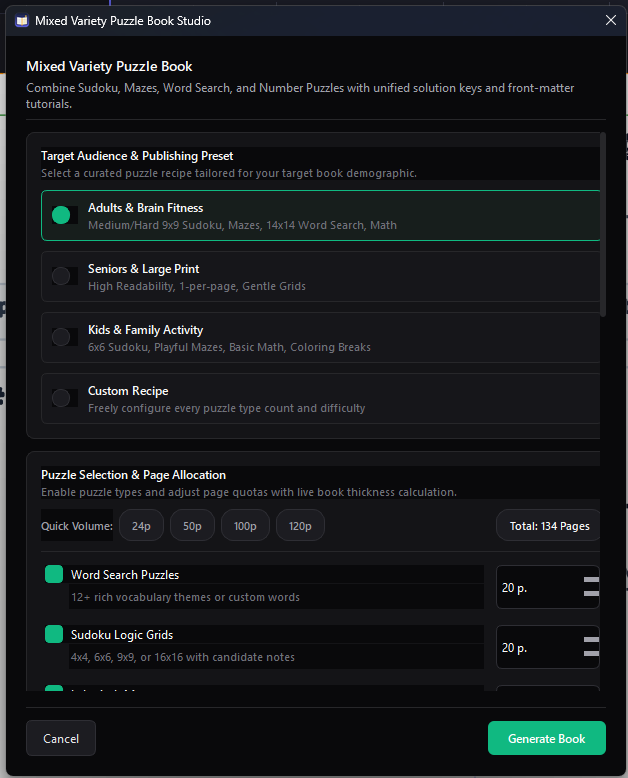 Mixed Variety Puzzle Book Studio
Mixed Variety Puzzle Book
Combine Sudoku, Mazes, Word Search, and Number Puzzles with unified solution keys and front-matter
tutorials.
Target Audience & Publishing Preset
Select a curated puzzle recipe tailored for your target book demographic.
Adults & Brain Fitness
Medium/Hard 9x9 Sudoku, Mazes, 14x14 Word Search, Math
Seniors & Large Print
High Readability, 1-per-page, Gentle Grids
Kids & Family Activity
6x6 Sudoku, Playful Mazes, Basic Math, Coloring Breaks
Custom Recipe
Freely configure every puzzle type count and difficulty
Puzzle Selection & Page Allocation
Enable puzzle types and adjust page quotas with live book thickness calculation.
Quick Volume: 24p 50p 100p 120p Total: 134 Pages
Word Search Puzzles
12+ rich vocabulary themes or custom words
20 p.
Sudoku Logic Grids
4x4, 6x6, 9x9, or 16x16 with candidate notes
20 p.
Cancel
Generate Book